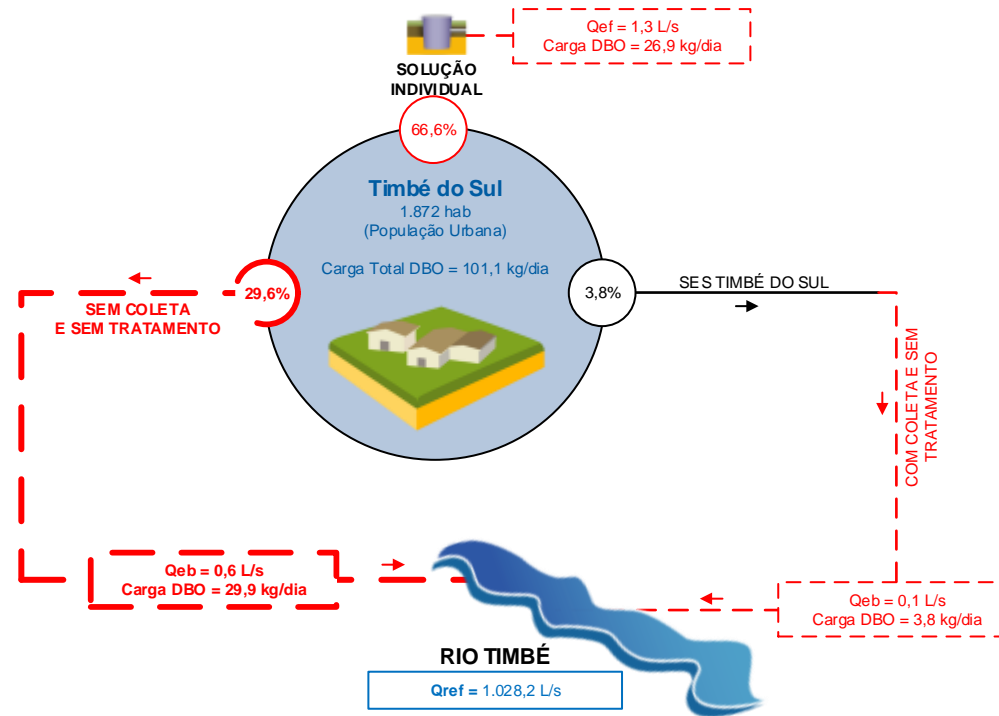 Qef = 1,3 L/s
Carga DBO = 26,9 kg/dia
SOLUÇÃO
INDIVIDUAL
66,6%
Timbé do Sul
1.872 hab
(População Urbana)
Carga Total DBO = 101,1 kg/dia
29,6%
3,8%
SES TIMBÉ DO SUL
SEM COLETA
E SEM TRATAMENTO
COM COLETA E SEM
TRATAMENTO
Qeb = 0,6 L/s
Carga DBO = 29,9 kg/dia
Qeb = 0,1 L/s
Carga DBO = 3,8 kg/dia
RIO TIMBÉ
Qref = 1.028,2 L/s